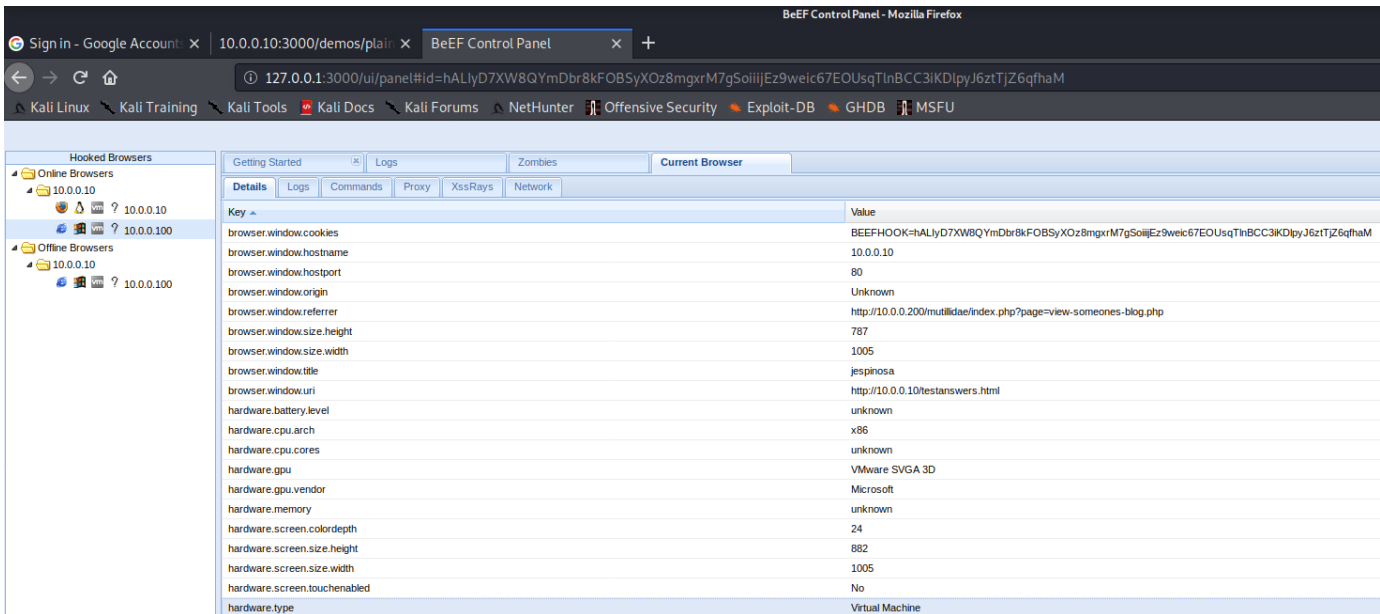 BeEF Control Panel - Mozilla Firefox
Sign in - Google Accounts
10.0.0.10:3000/demos/plain
BeEF Control Panel
127.0.0.1:3000/ui/panel#id=hALIyD7XW8QYmDbr8kFOBSyXOz8mgxrM7gSoiiijEz9weic67EOUsqTlnBCC3iKDlpyJ6ztTjZ6qfhaM
Kali Linux Kali Training Kali Tools Kali Docs Kali Forums NetHunter Offensive Security Exploit-DB GHDB MSFU
Hooked Browsers
Online Browsers
10.0.0.10
? 10.0.0.10
? 10.0.0.100
Offline Browsers
10.0.0.10
? 10.0.0.100
Getting Started Logs Zombies Current Browser
Details Logs Commands Proxy XssRays Network
Key Value
browser.window.cookies BEEFHOOK=hALIyD7XW8QYmDbr8kFOBSyXOz8mgxrM7gSoiiijEz9weic67EOUsqTlnBCC3iKDlpyJ6ztTjZ6qfhaM
browser.window.hostname 10.0.0.10
browser.window.hostport 80
browser.window.origin Unknown
browser.window.referrer http://10.0.0.200/mutillidae/index.php?page=view-someones-blog.php
browser.window.size.height 787
browser.window.size.width 1005
browser.window.title jespinosa
browser.window.uri http://10.0.0.10/testanswers.html
hardware.battery.level unknown
hardware.cpu.arch x86
hardware.cpu.cores unknown
hardware.gpu VMware SVGA 3D
hardware.gpu.vendor Microsoft
hardware.memory unknown
hardware.screen.colordepth 24
hardware.screen.size.height 882
hardware.screen.size.width 1005
hardware.screen.touchenabled No
hardware.type Virtual Machine